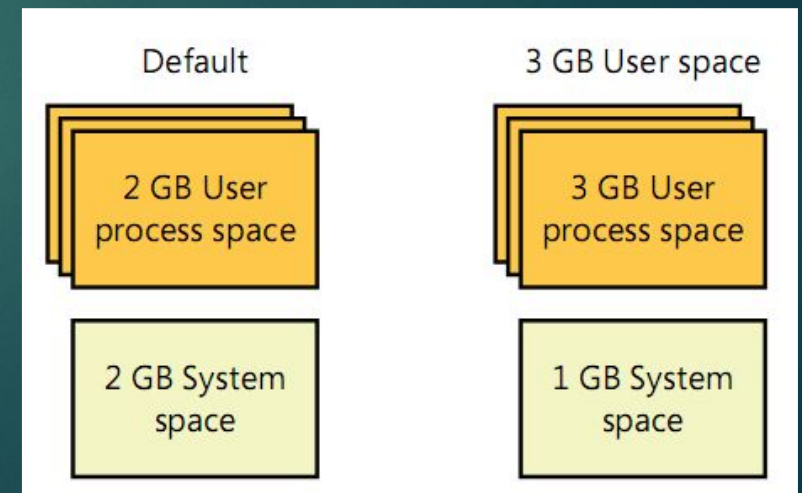 Default
2 GB User
process space
2 GB System
space
3 GB User space
3 GB User
process space
1 GB System
space